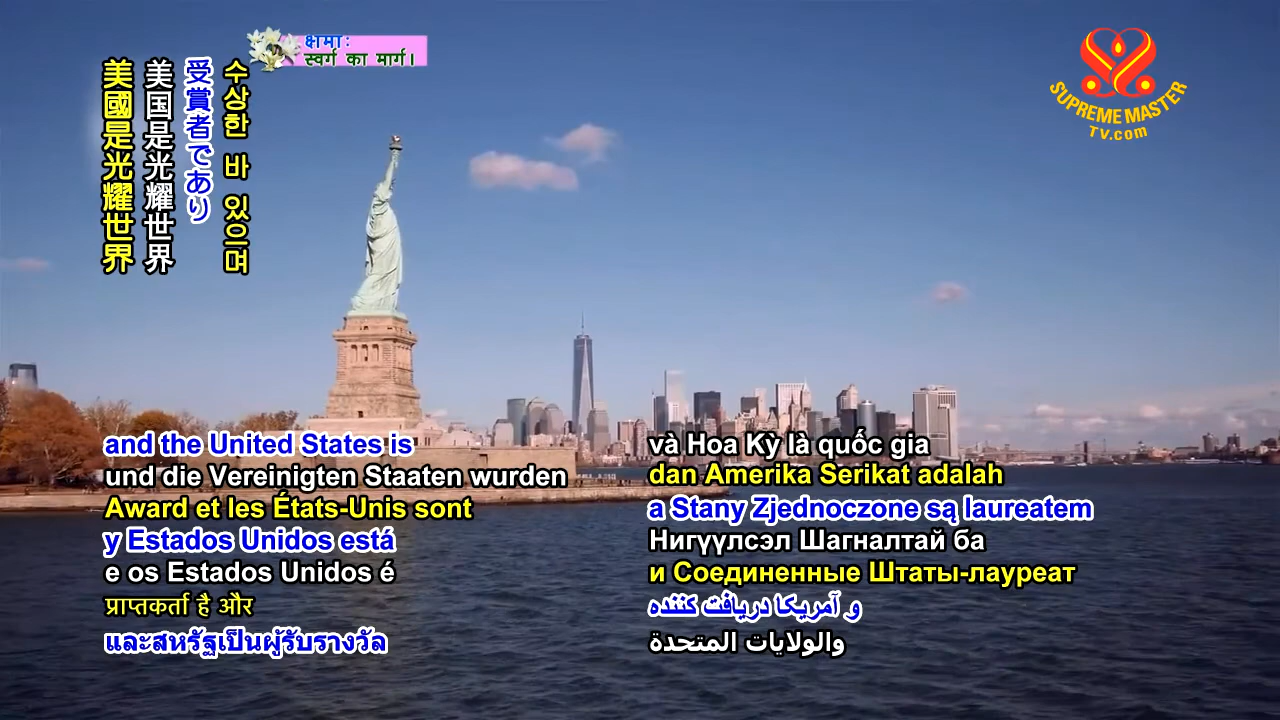 क्षमाः
स्वर्ग का मार्ग।
SUPREME MASTER
TV.com
美國是光耀世界
美国是光耀世界
受賞者であり
수상한 바 있으며
and the United States is
und die Vereinigten Staaten wurden
Award et les États-Unis sont
y Estados Unidos está
e os Estados Unidos é
प्राप्तकर्ता है और
และสหรัฐเป็นผู้รับรางวัล
và Hoa Kỳ là quốc gia
dan Amerika Serikat adalah
a Stany Zjednoczone są laureatem
Нигүүлсэл Шагналтай ба
и Соединенные Штаты-лауреат
و آمریکا دریافت کننده
والولايات المتحدة